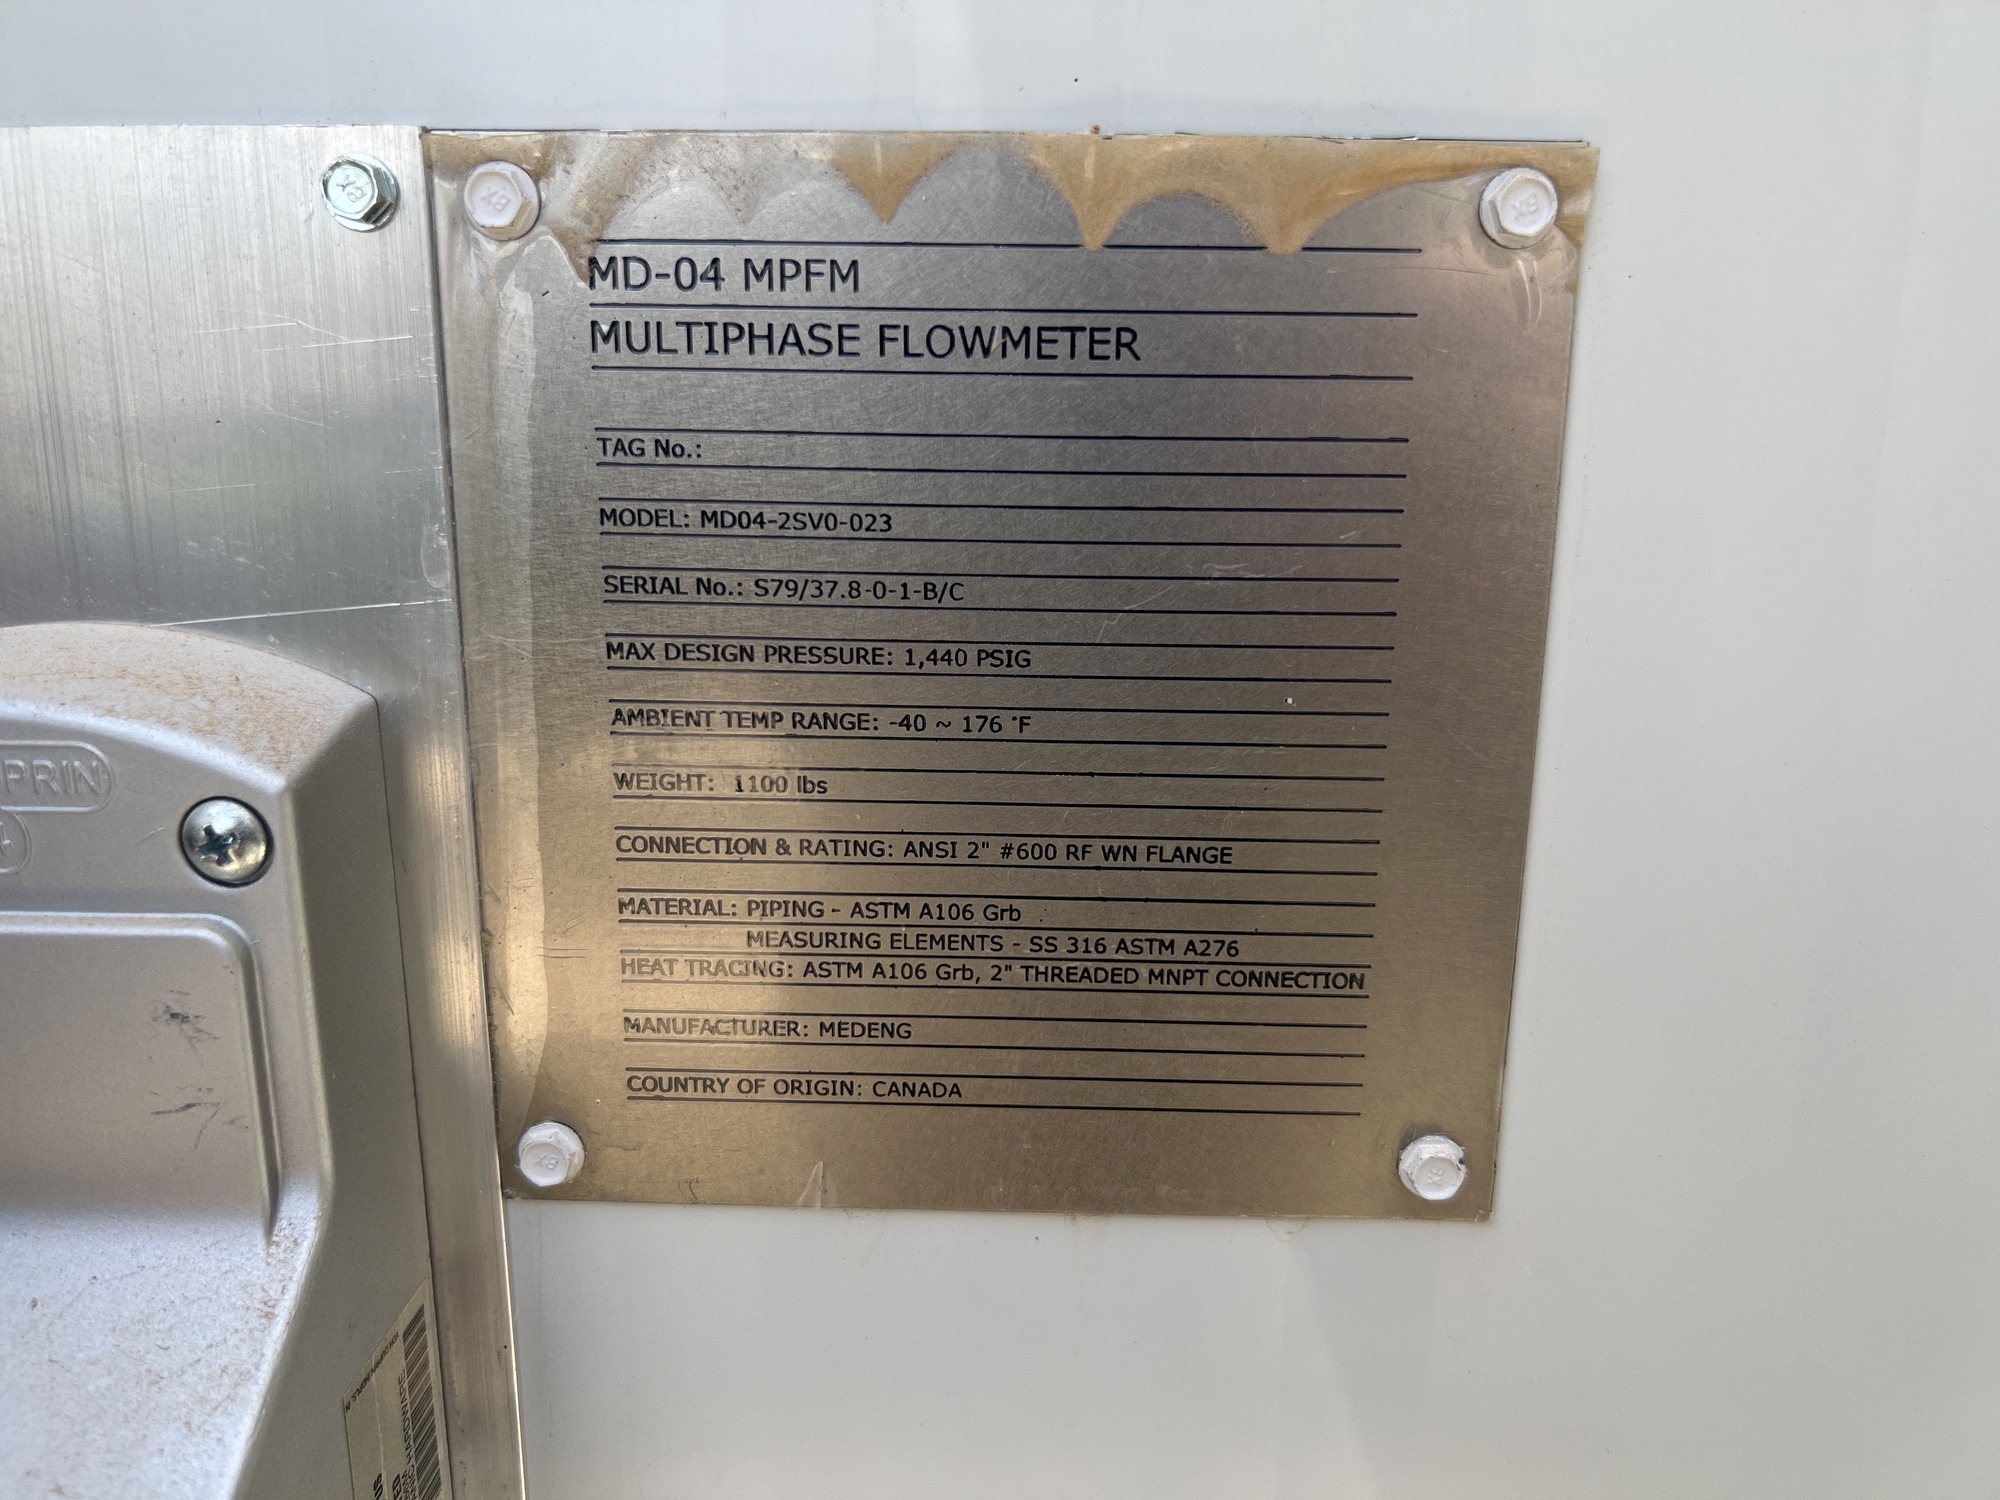 MD-04 MPFM
MULTIPHASE FLOWMETER
TAG No.:
MODEL: MD04-2SV0-023
SERIAL No.: S79/37.8-0-1-B/C
MAX DESIGN PRESSURE: 1,440 PSIG
AMBIENT TEMP RANGE: -40 ~ 176 °F
WEIGHT: 1100 lbs
CONNECTION & RATING: ANSI 2" #600 RF WN FLANGE
MATERIAL: PIPING - ASTM A106 Grb
MEASURING ELEMENTS - SS 316 ASTM A276
HEAT TRACING: ASTM A106 Grb, 2" THREADED MNPT CONNECTION
MANUFACTURER: MEDENG
COUNTRY OF ORIGIN: CANADA
PRIN
HARDWARE